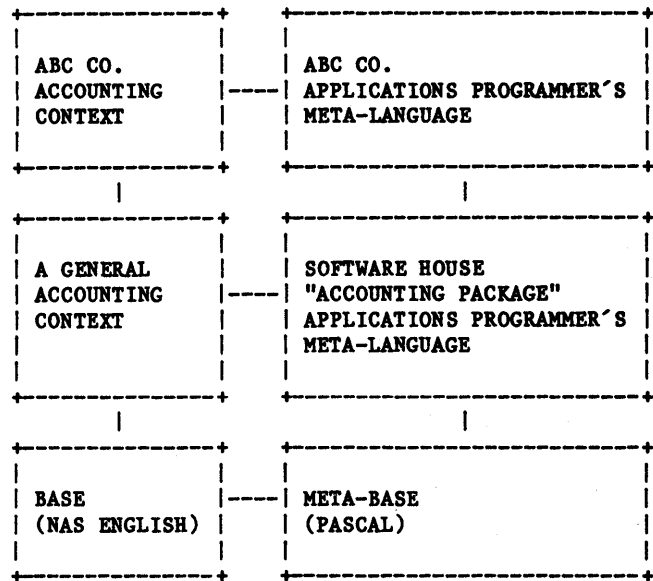 ABC CO.
ACCOUNTING
CONTEXT
ABC CO.
APPLICATIONS PROGRAMMER´S
META-LANGUAGE
A GENERAL
ACCOUNTING
CONTEXT
SOFTWARE HOUSE
"ACCOUNTING PACKAGE"
APPLICATIONS PROGRAMMER´S
META-LANGUAGE
BASE
(NAS ENGLISH)
META-BASE
(PASCAL)